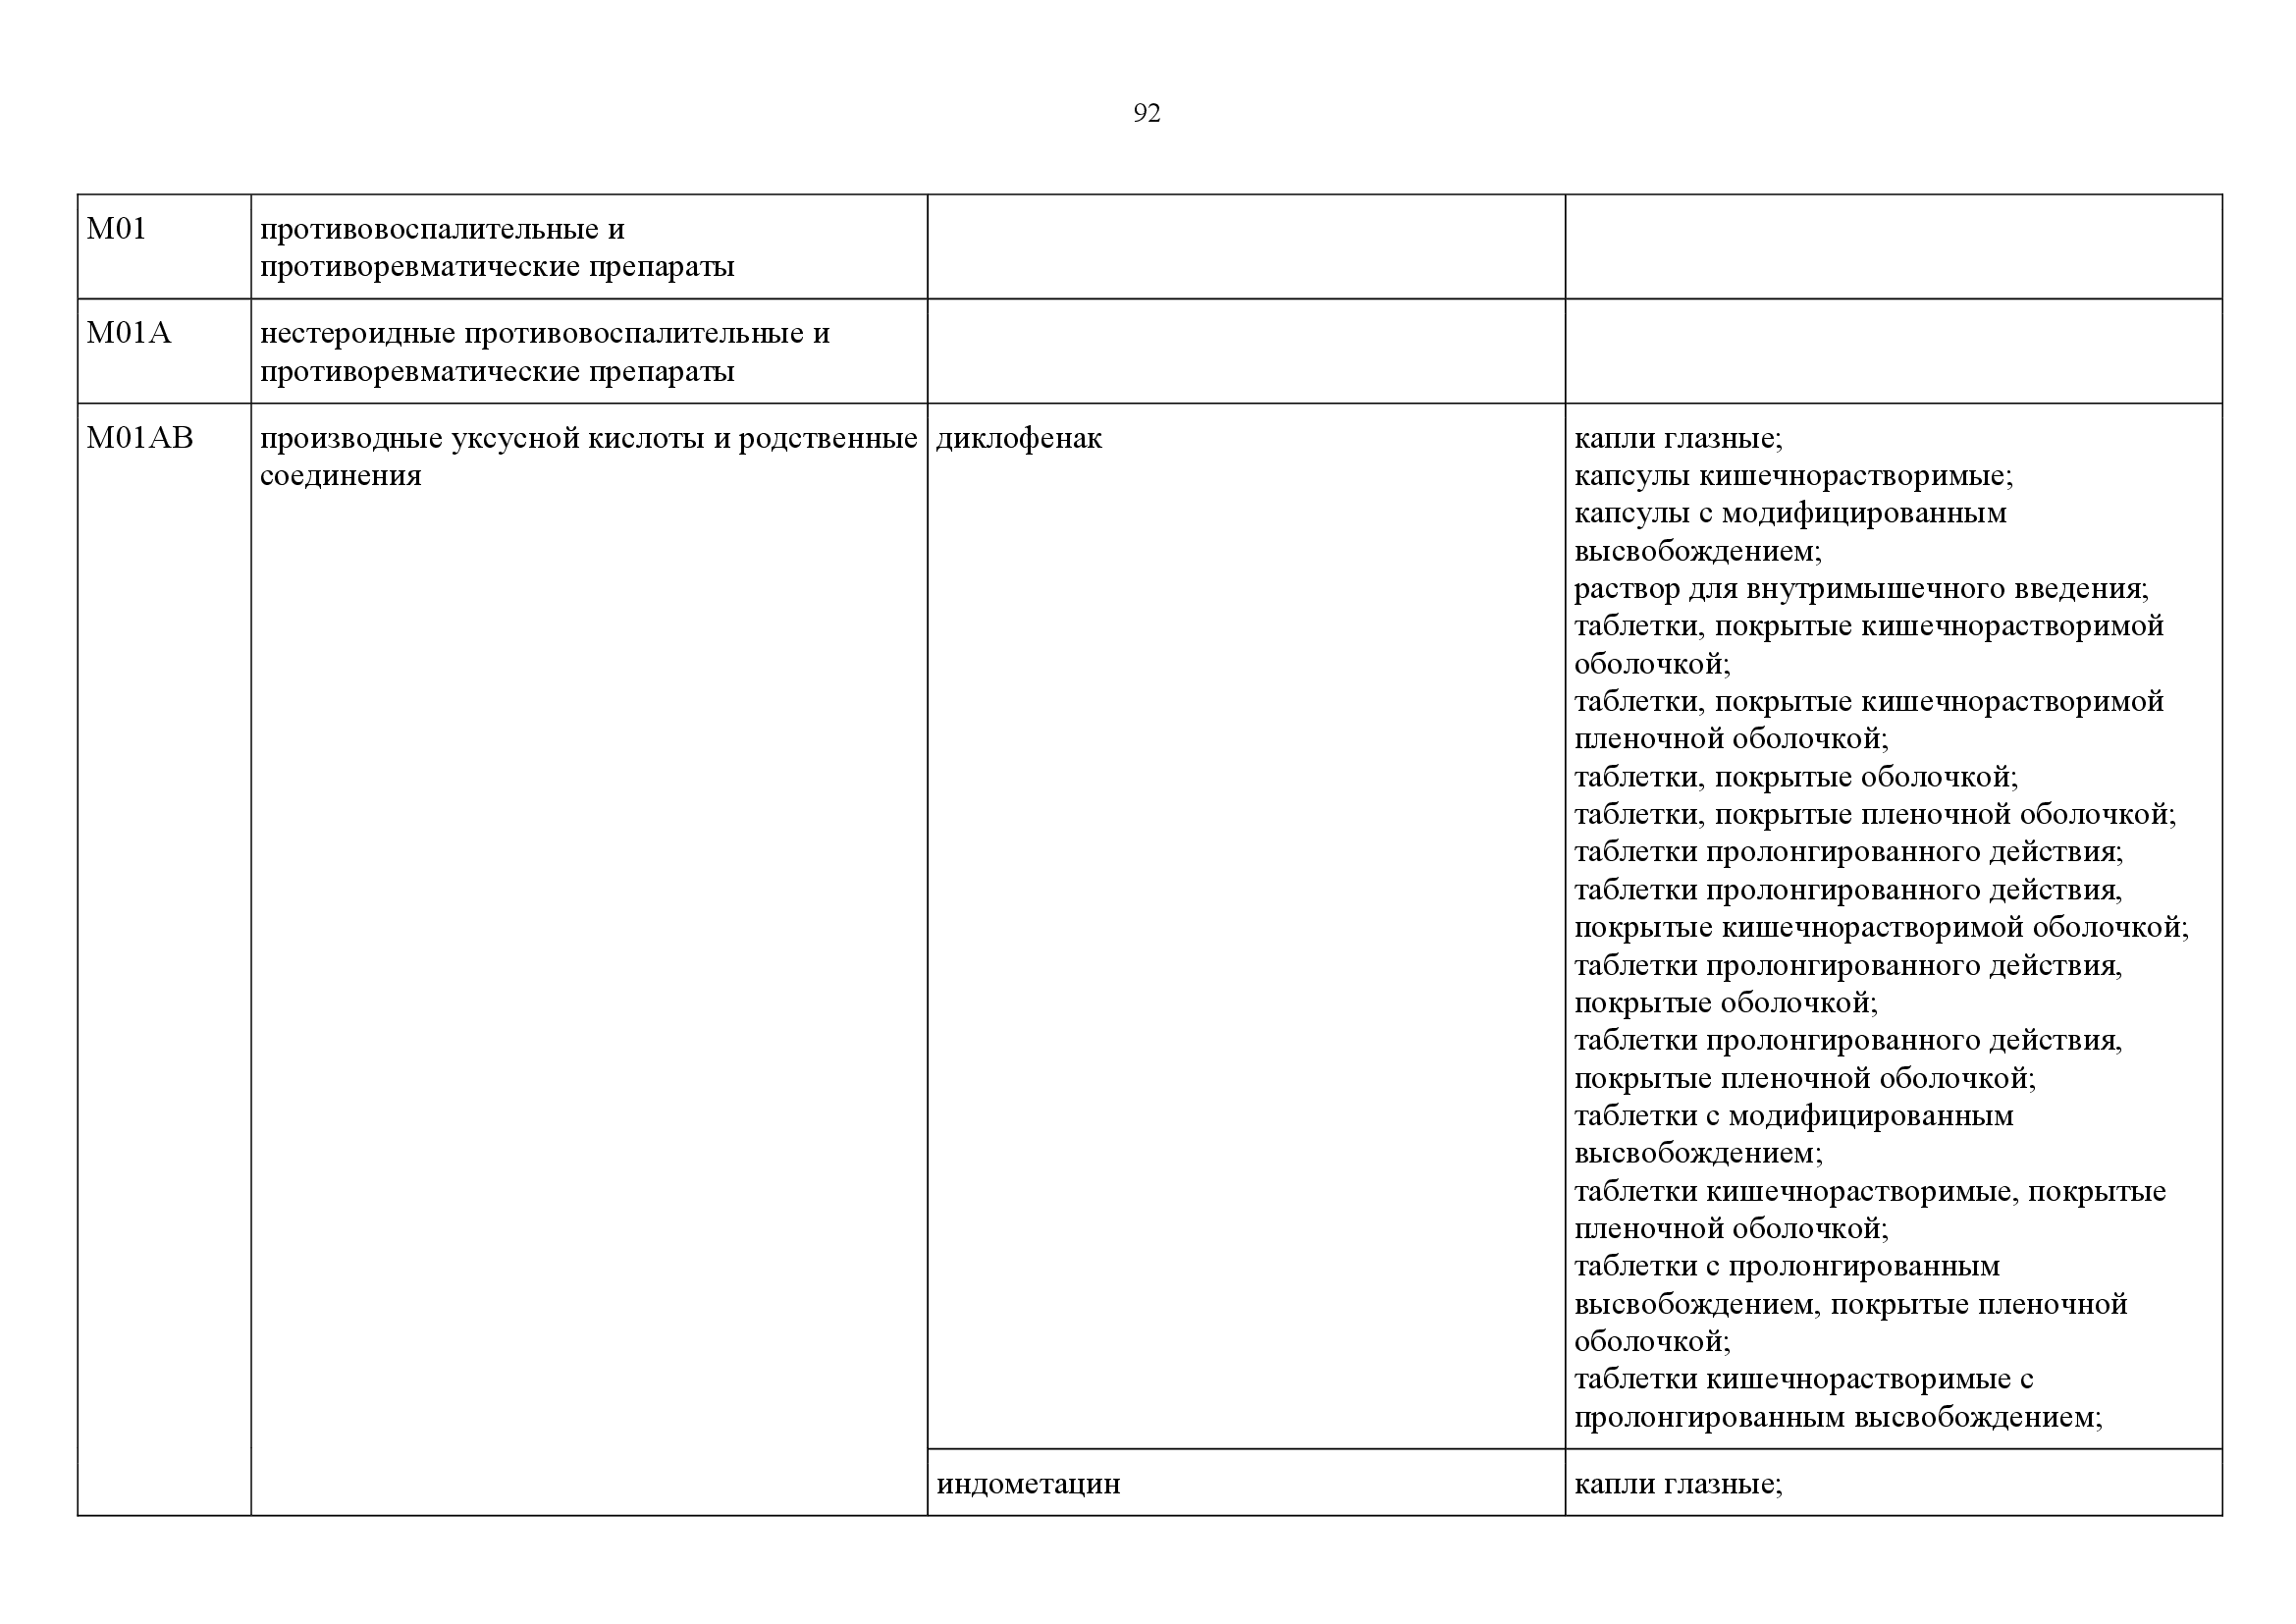 92
M01
противовоспалительные и
противоревматические препараты
M01A
нестероидные противовоспалительные и
противоревматические препараты
M01AB
производные уксусной кислоты и родственные
соединения
диклофенак
капли глазные;
капсулы кишечнорастворимые;
капсулы с модифицированным
высвобождением;
раствор для внутримышечного введения;
таблетки, покрытые кишечнорастворимой
оболочкой;
таблетки, покрытые кишечнорастворимой
пленочной оболочкой;
таблетки, покрытые оболочкой;
таблетки, покрытые пленочной оболочкой;
таблетки пролонгированного действия;
таблетки пролонгированного действия,
покрытые кишечнорастворимой оболочкой;
таблетки пролонгированного действия,
покрытые оболочкой;
таблетки пролонгированного действия,
покрытые пленочной оболочкой;
таблетки с модифицированным
высвобождением;
таблетки кишечнорастворимые, покрытые
пленочной оболочкой;
таблетки с пролонгированным
высвобождением, покрытые пленочной
оболочкой;
таблетки кишечнорастворимые с
пролонгированным высвобождением;
индометацин
капли глазные;